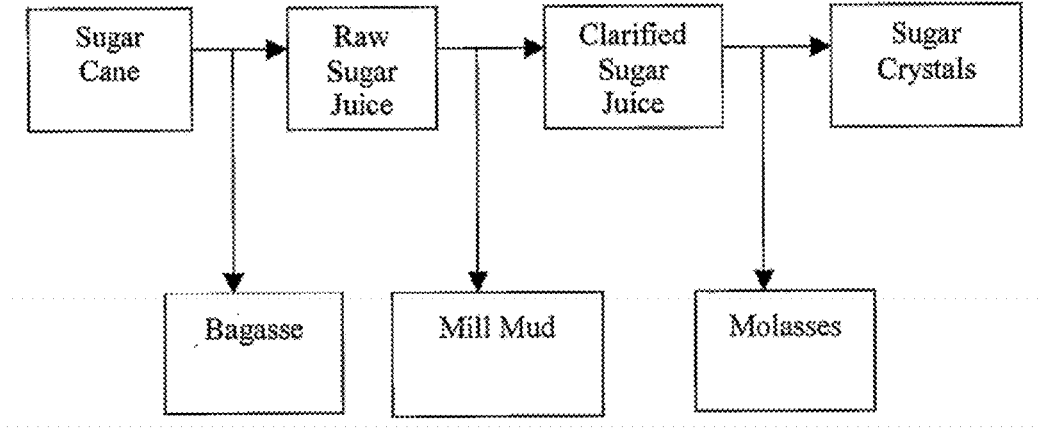 Sugar
Cane
Raw
Sugar
Juice
Clarified
Sugar
Juice
Sugar
Crystals
Bagasse
Mill Mud
Molasses